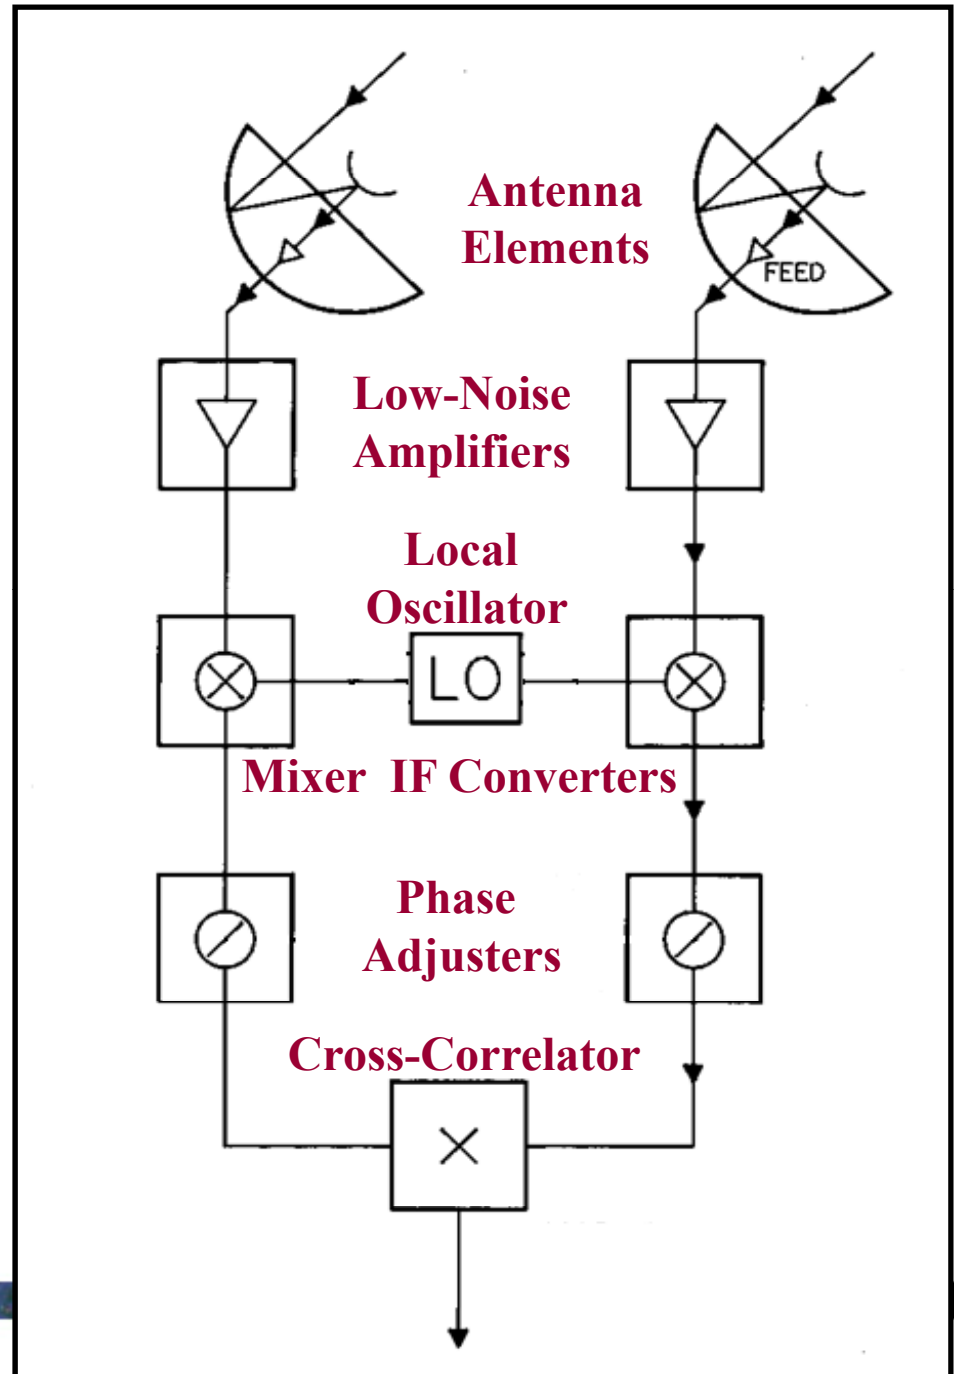 Antenna
Elements
FEED
Low-Noise
Amplifiers
Local
Oscillator
LO
Mixer IF Converters
Phase
Adjusters
Cross-Correlator